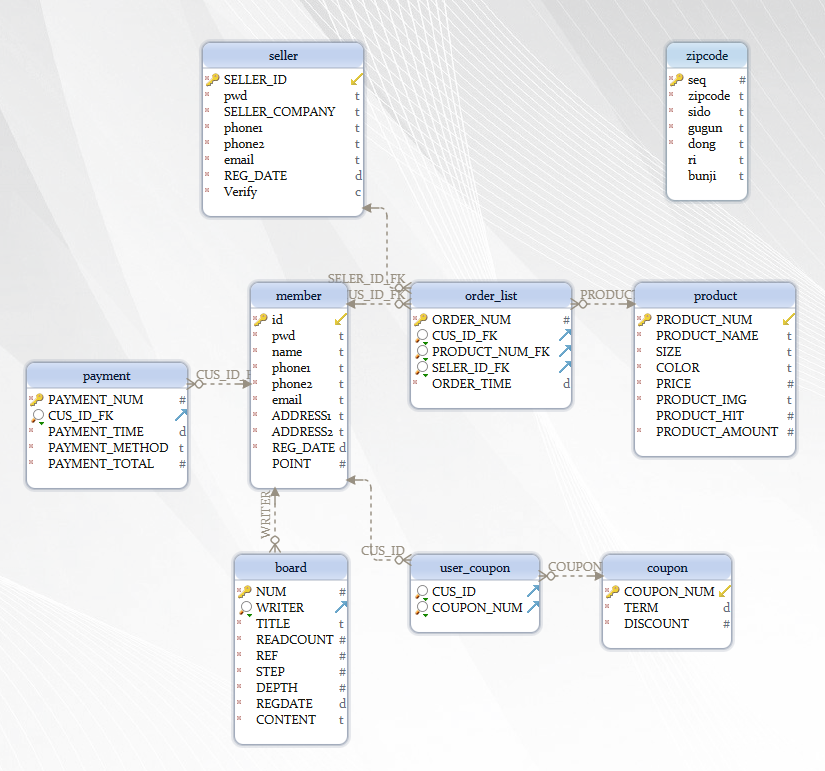 seller
SELLER_ID
pwd t
SELLER_COMPANY t
phone1 t
phone2 t
email t
REG_DATE d
Verify c
zipcode
seq #
zipcode t
sido t
gugun t
dong t
ri t
bunji t
SELER_ID_FK
US_ID_FK
member
id
pwd t
name t
phone1 t
phone2 t
email t
ADDRESS1 t
ADDRESS2 t
REG_DATE d
POINT #
order_list
ORDER_NUM #
CUS_ID_FK
PRODUCT_NUM_FK
SELER_ID_FK
ORDER_TIME d
PRODUCT
product
PRODUCT_NUM
PRODUCT_NAME t
SIZE t
COLOR t
PRICE #
PRODUCT_IMG t
PRODUCT_HIT #
PRODUCT_AMOUNT #
payment
PAYMENT_NUM #
CUS_ID_FK
PAYMENT_TIME d
PAYMENT_METHOD t
PAYMENT_TOTAL #
CUS_ID_F
WRITER
CUS_ID
board
NUM #
WRITER
TITLE t
READCOUNT #
REF #
STEP #
DEPTH #
REGDATE d
CONTENT t
user_coupon
CUS_ID
COUPON_NUM
COUPON
coupon
COUPON_NUM
TERM d
DISCOUNT #